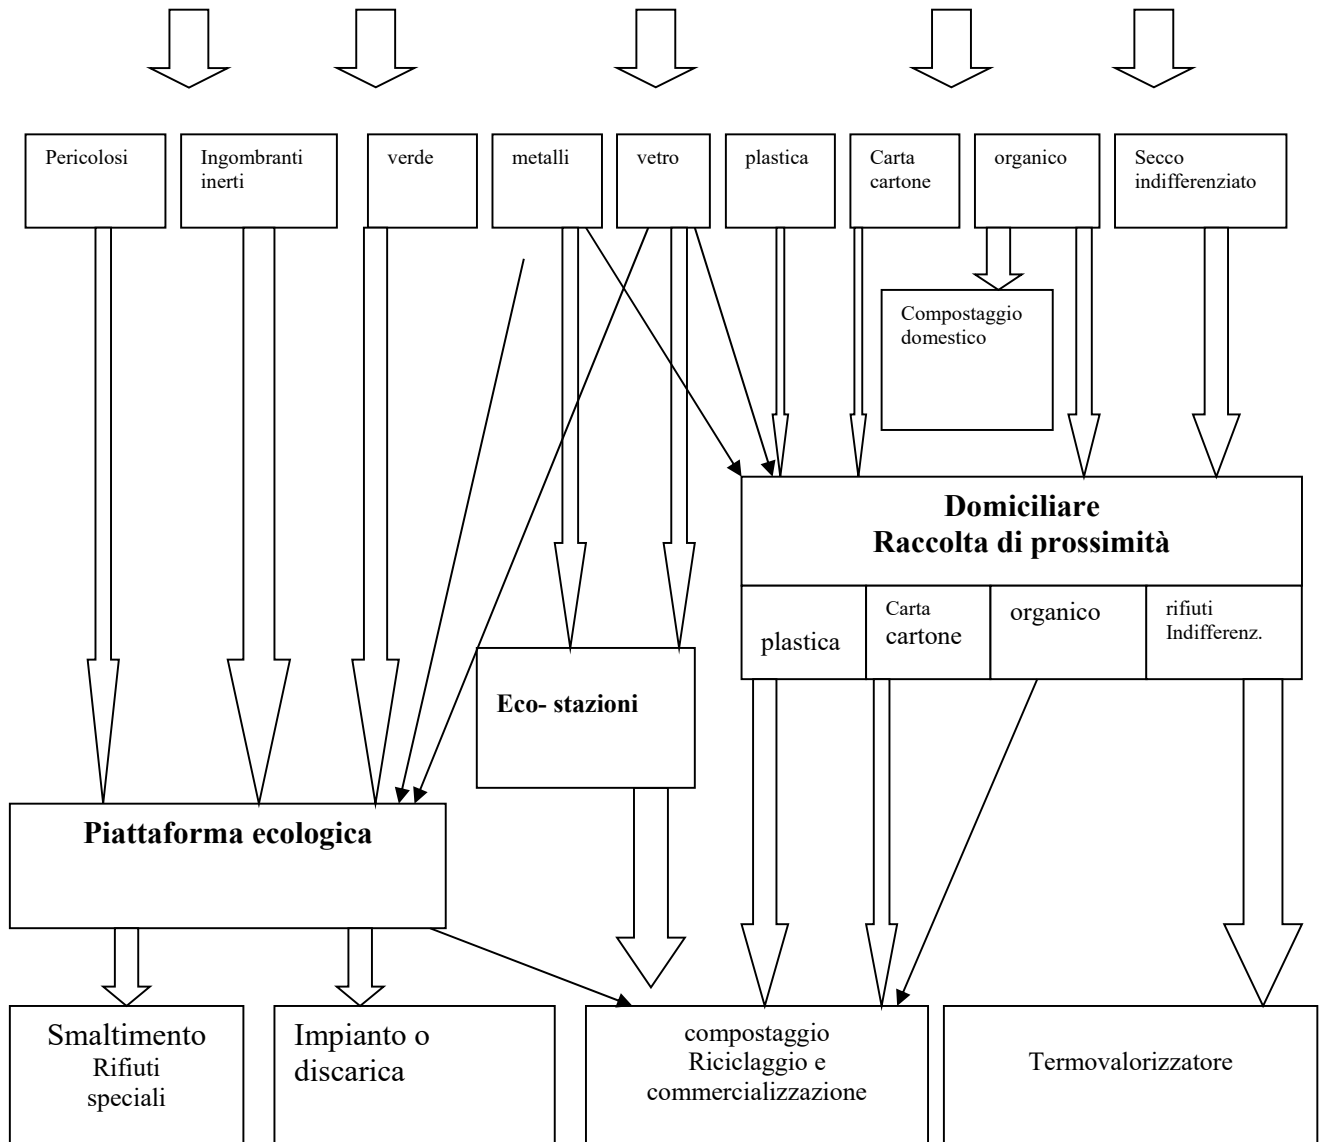 Pericolosi
Ingombranti
inerti
verde
metalli
vetro
plastica
Carta
cartone
organico
Secco
indifferenziato
Compostaggio
domestico
Domiciliare
Raccolta di prossimità
plastica
Carta
cartone
organico
rifiuti
Indifferenz.
Eco- stazioni
Piattaforma ecologica
Smaltimento
Rifiuti
speciali
Impianto o
discarica
compostaggio
Riciclaggio e
commercializzazione
Termovalorizzatore